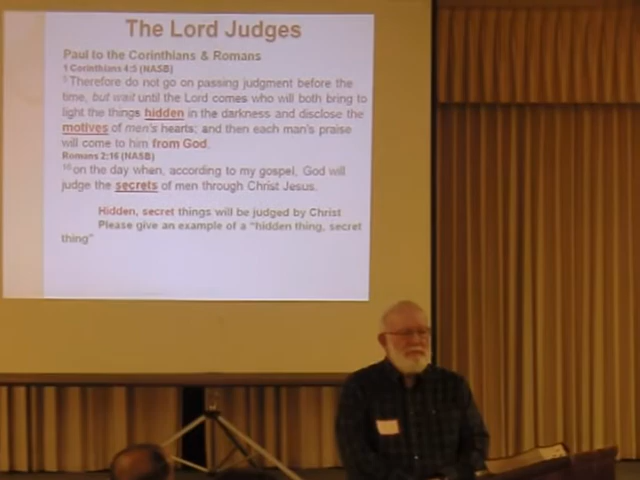 The Lord Judges
Paul to the Corinthians & Romans
1 Corinthians 4:5 (NASB)
5 Therefore do not go on passing judgment before the
time, but wait until the Lord comes who will both bring to
light the things hidden in the darkness and disclose the
motives of men's hearts; and then each man's praise
will come to him from God.
Romans 2:16 (NASB)
16 on the day when, according to my gospel, God will
judge the secrets of men through Christ Jesus.
Hidden, secret things will be judged by Christ
Please give an example of a "hidden thing, secret
thing"